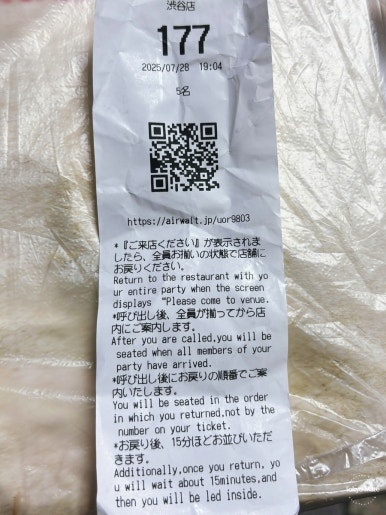 渋谷店
177
2025/07/28 19:04
5名
https://airwait.jp/uor9803
*『ご来店ください』が表示されま
したら、全員お揃いの状態で店舗に
お戻りください。
Return to the restaurant with yo
ur entire party when the screen
displays “Please come to venue.
*呼び出し後、全員が揃ってから店
内にご案内します。
After you are called,you will be
seated when all members of your
party have arrived.
*呼び出し後にお戻りの順番でご案
内いたします。
You will be seated in the order
in which you returned,not by the
number on your ticket.
*お戻り後、15分ほどお並びいただ
きます。
Additionally,once you return, yo
u will wait about 15minutes,and
then you will be led inside.